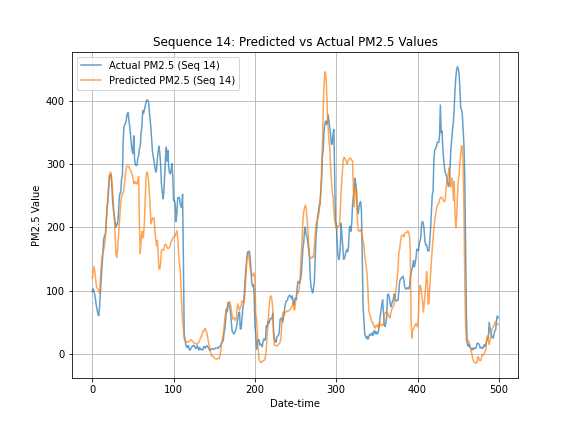 Sequence 14: Predicted vs Actual PM2.5 Values
Actual PM2.5 (Seq 14)
Predicted PM2.5 (Seq 14)
PM2.5 Value
400
300
200
100
0
0 100 200 300 400 500
Date-time